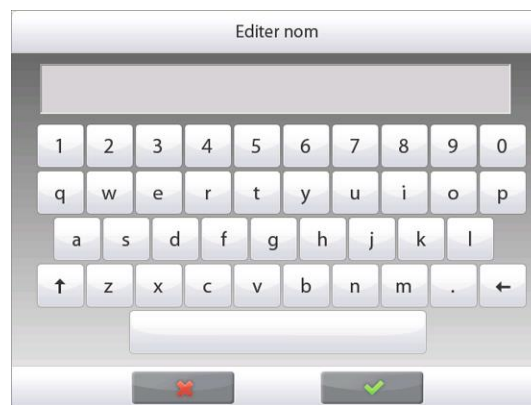 Editer nom
1 2 3 4 5 6 7 8 9 0
q w e r t y u i o p
a s d f g h j k l
z x c v b n m .